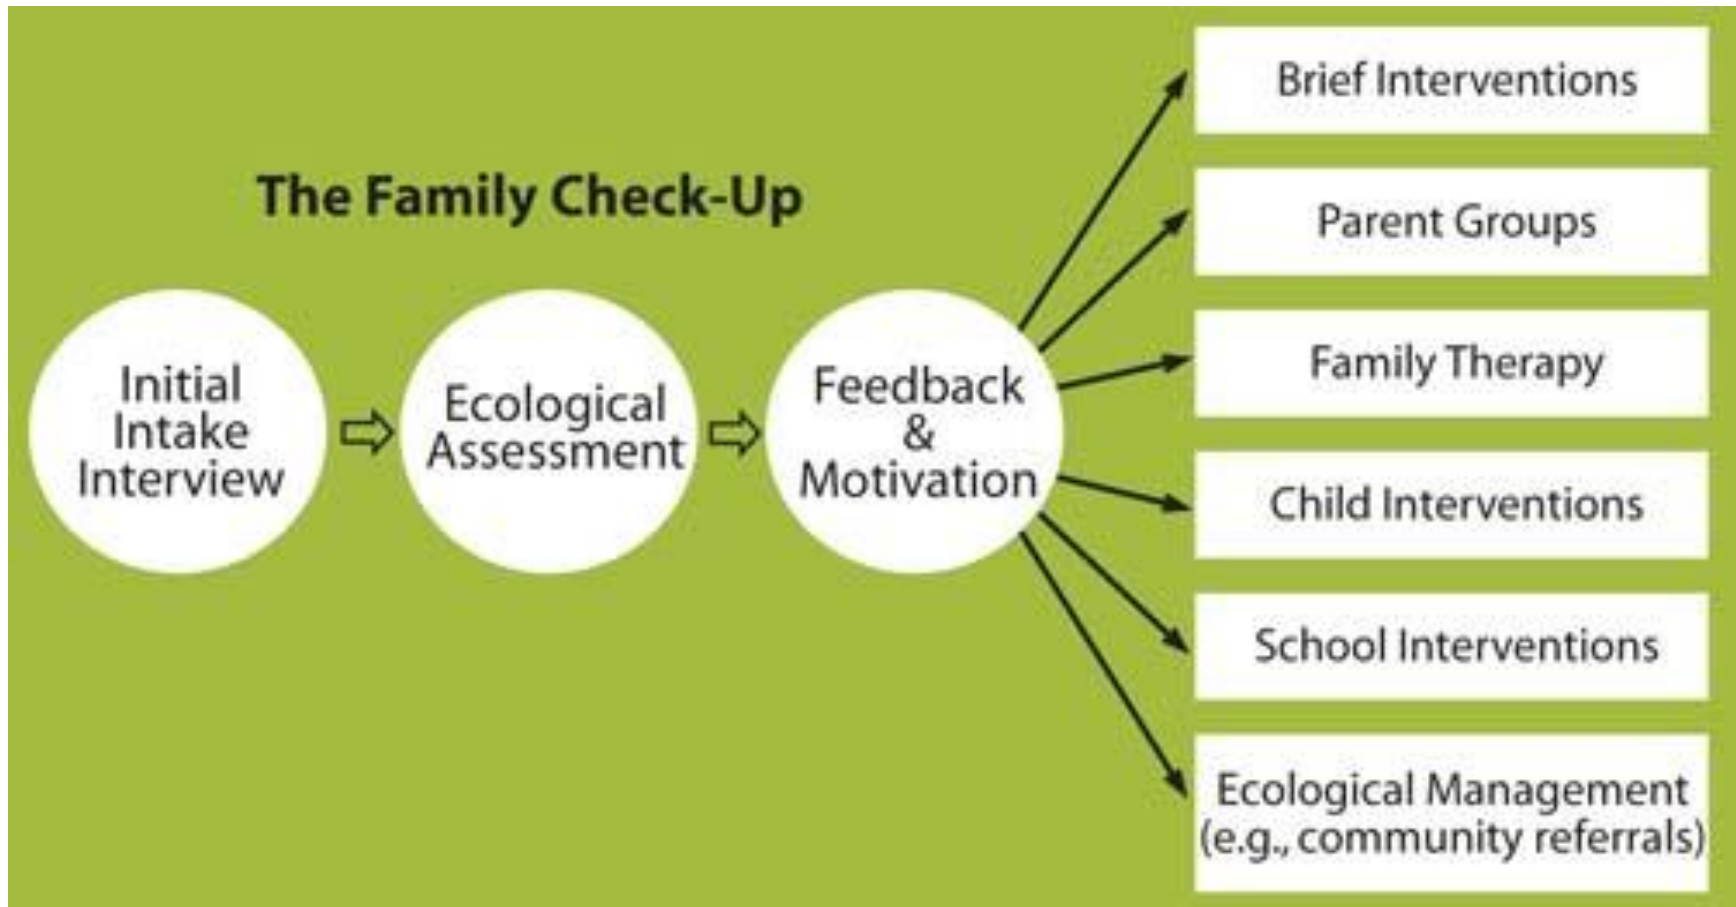 The Family Check-Up
Initial
Intake
Interview
Ecological
Assessment
Feedback
&
Motivation
Brief Interventions
Parent Groups
Family Therapy
Child Interventions
School Interventions
Ecological Management
(e.g., community referrals)